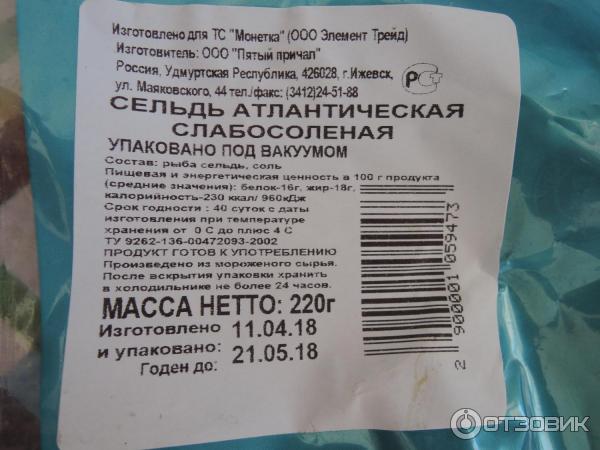 Изготовлено для ТС "Монетка" (ООО Элемент Трейд)
Изготовитель: ООО "Пятый причал"
Россия, Удмуртская Республика, 426028, г.Ижевск,
ул. Маяковского, 44 тел./факс: (3412)24-51-88
РСТ
СЕЛЬДЬ АТЛАНТИЧЕСКАЯ
СЛАБОСОЛЕНАЯ
УПАКОВАНО ПОД ВАКУУМОМ
Состав: рыба сельдь, соль
Пищевая и энергетическая ценность в 100 г продукта
(средние значения): белок-16г, жир-18г,
калорийность-230 ккал/ 960кДж
Срок годности : 40 суток с даты
изготовления при температуре
хранения от 0 С до плюс 4 С
ТУ 9262-136-00472093-2002
ПРОДУКТ ГОТОВ К УПОТРЕБЛЕНИЮ
Произведено из мороженого сырья.
После вскрытия упаковки хранить
в холодильнике не более 24 часов.
МАССА НЕТТО: 220г
Изготовлено 11.04.18
и упаковано: 21.05.18
Годен до:
2 900001 059473
ОТЗОВИК